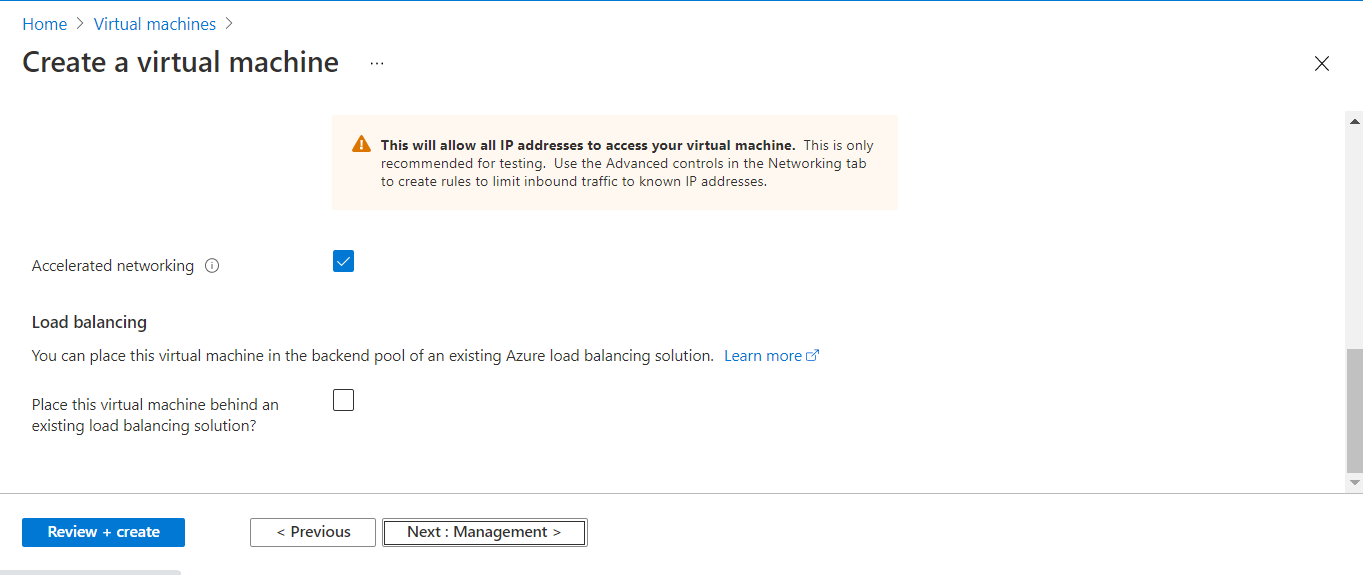 Home > Virtual machines >
Create a virtual machine ...
This will allow all IP addresses to access your virtual machine. This is only
recommended for testing. Use the Advanced controls in the Networking tab
to create rules to limit inbound traffic to known IP addresses.
Accelerated networking
Load balancing
You can place this virtual machine in the backend pool of an existing Azure load balancing solution. Learn more
Place this virtual machine behind an
existing load balancing solution?
Review + create
< Previous
Next : Management >